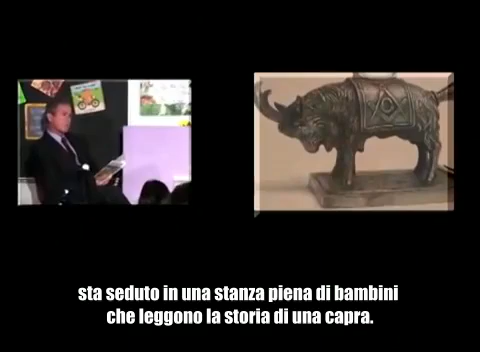 sta seduto in una stanza piena di bambini
che leggono la storia di una capra.